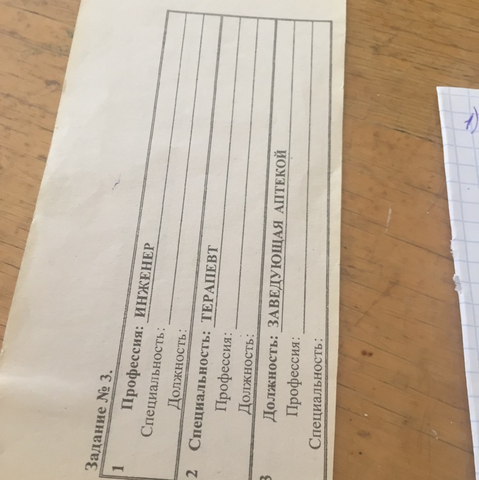 Задание № 3.
1 Профессия: ИНЖЕНЕР
Специальность:
Должность:
2 Специальность: ТЕРАПЕВТ
Профессия:
Должность:
3 Должность: ЗАВЕДУЮЩАЯ АПТЕКОЙ
Профессия:
Специальность:
1)